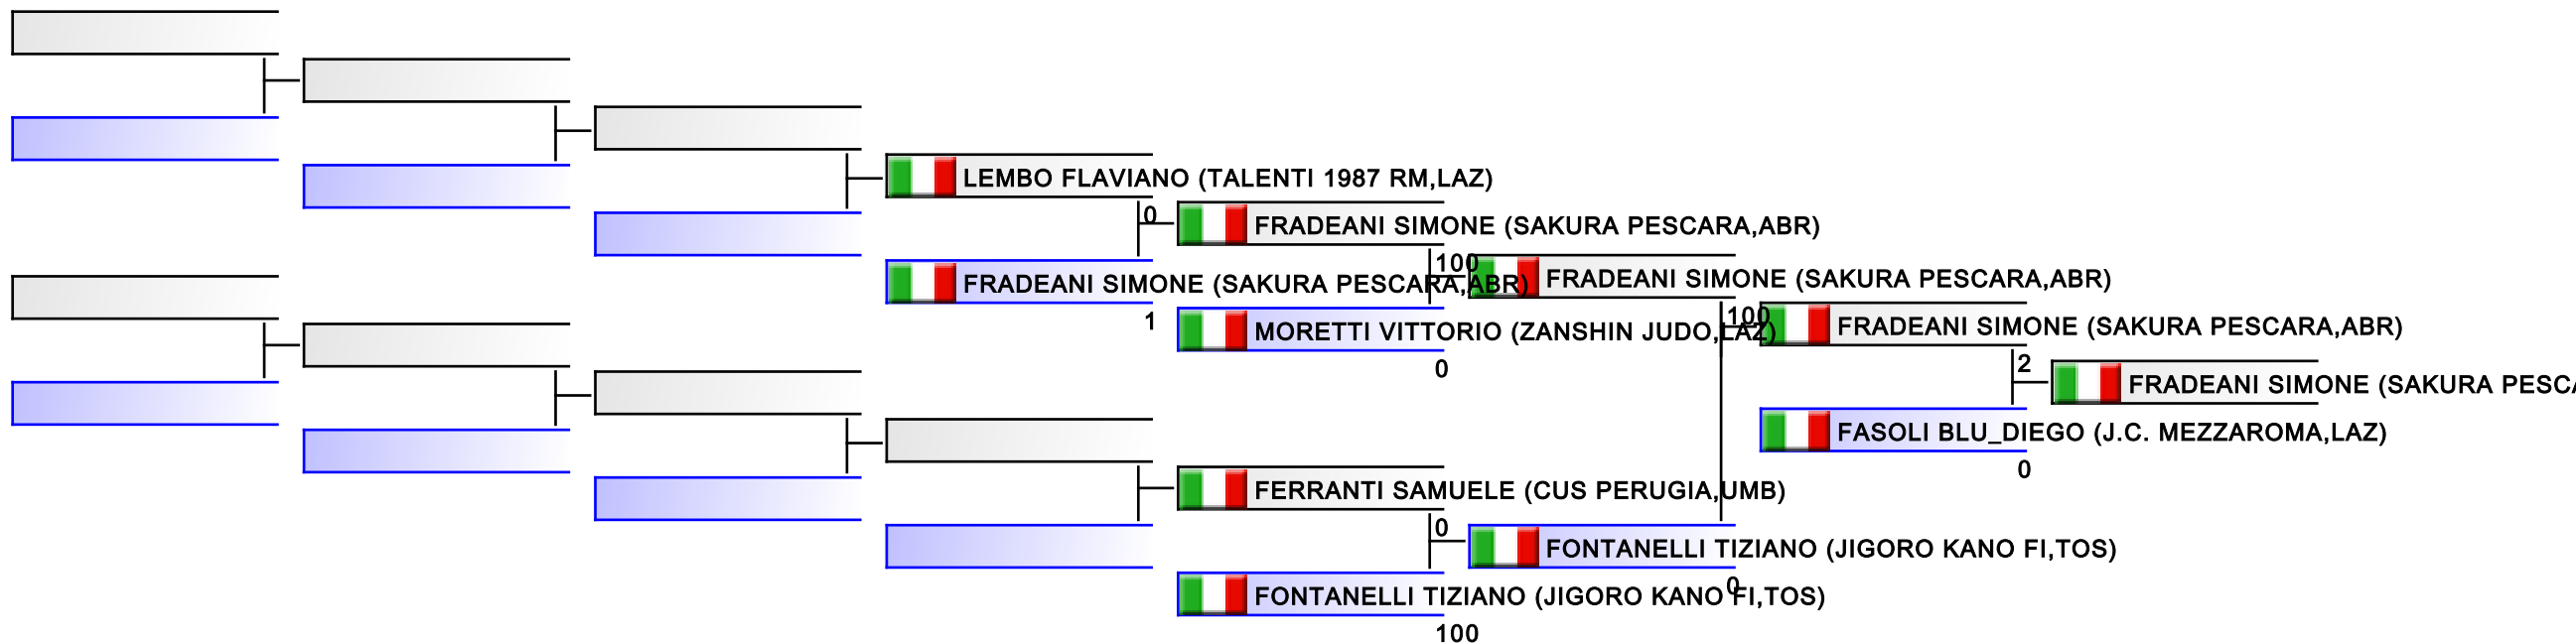 LEMBO FLAVIANO (TALENTI 1987 RM,LAZ)
0
FRADEANI SIMONE (SAKURA PESCARA,ABR)
100
FRADEANI SIMONE (SAKURA PESCARA,ABR)
FRADEANI SIMONE (SAKURA PESCARA,ABR)
1
100
MORETTI VITTORIO (ZANSHIN JUDO,LAZ)
FRADEANI SIMONE (SAKURA PESCARA,ABR)
0
2
FRADEANI SIMONE (SAKURA PESCA
FASOLI BLU_DIEGO (J.C. MEZZAROMA,LAZ)
0
FERRANTI SAMUELE (CUS PERUGIA,UMB)
0
FONTANELLI TIZIANO (JIGORO KANO FI,TOS)
0
FONTANELLI TIZIANO (JIGORO KANO FI,TOS)
100